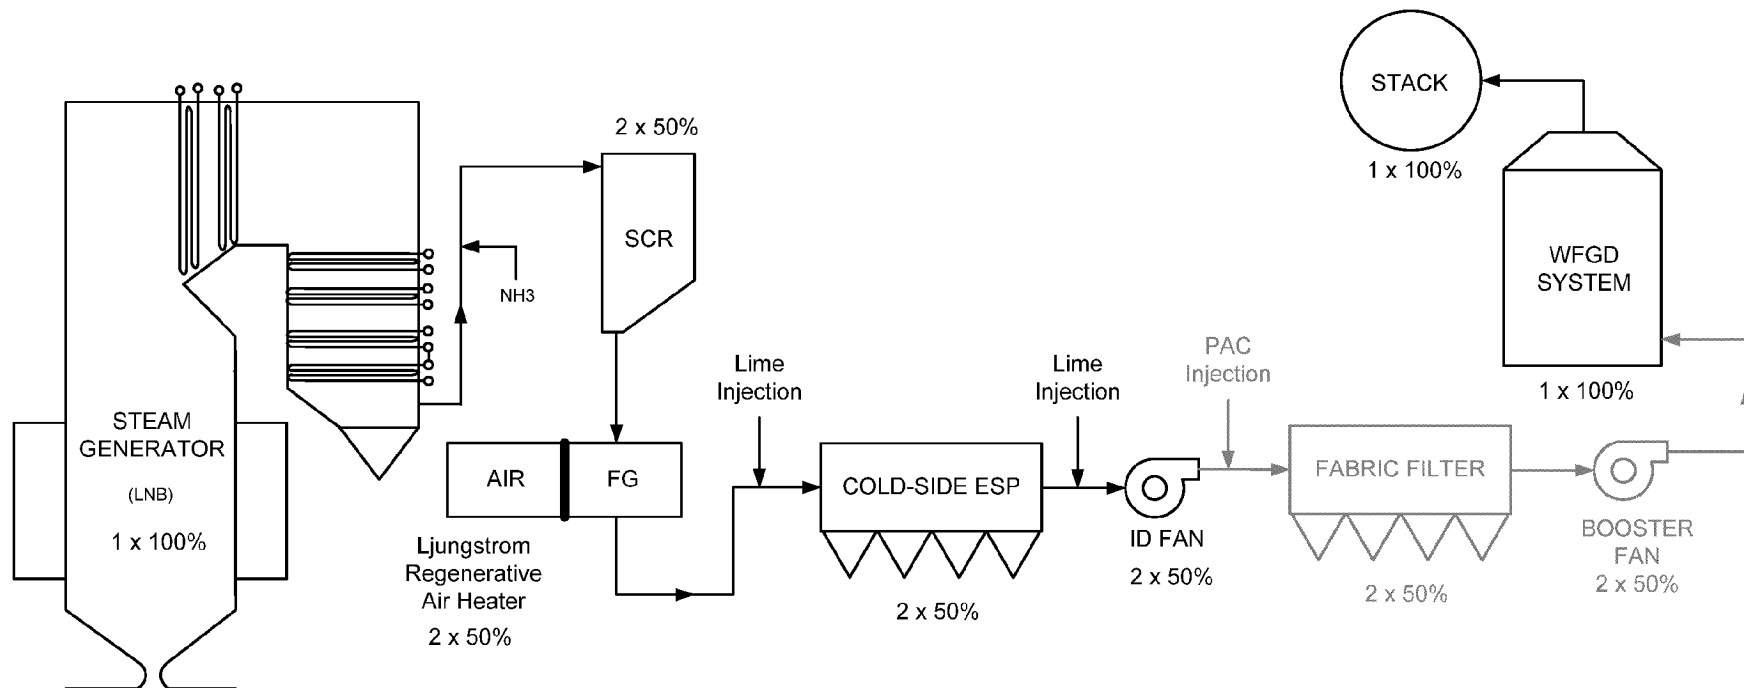 STEAM
GENERATOR
(LNB)
1 x 100%
2 x 50%
SCR
NH3
AIR
FG
Ljungstrom
Regenerative
Air Heater
2 x 50%
Lime
Injection
COLD-SIDE ESP
2 x 50%
Lime
Injection
ID FAN
2 x 50%
PAC
Injection
FABRIC FILTER
2 x 50%
BOOSTER
FAN
2 x 50%
WFGD
SYSTEM
1 x 100%
STACK
1 x 100%